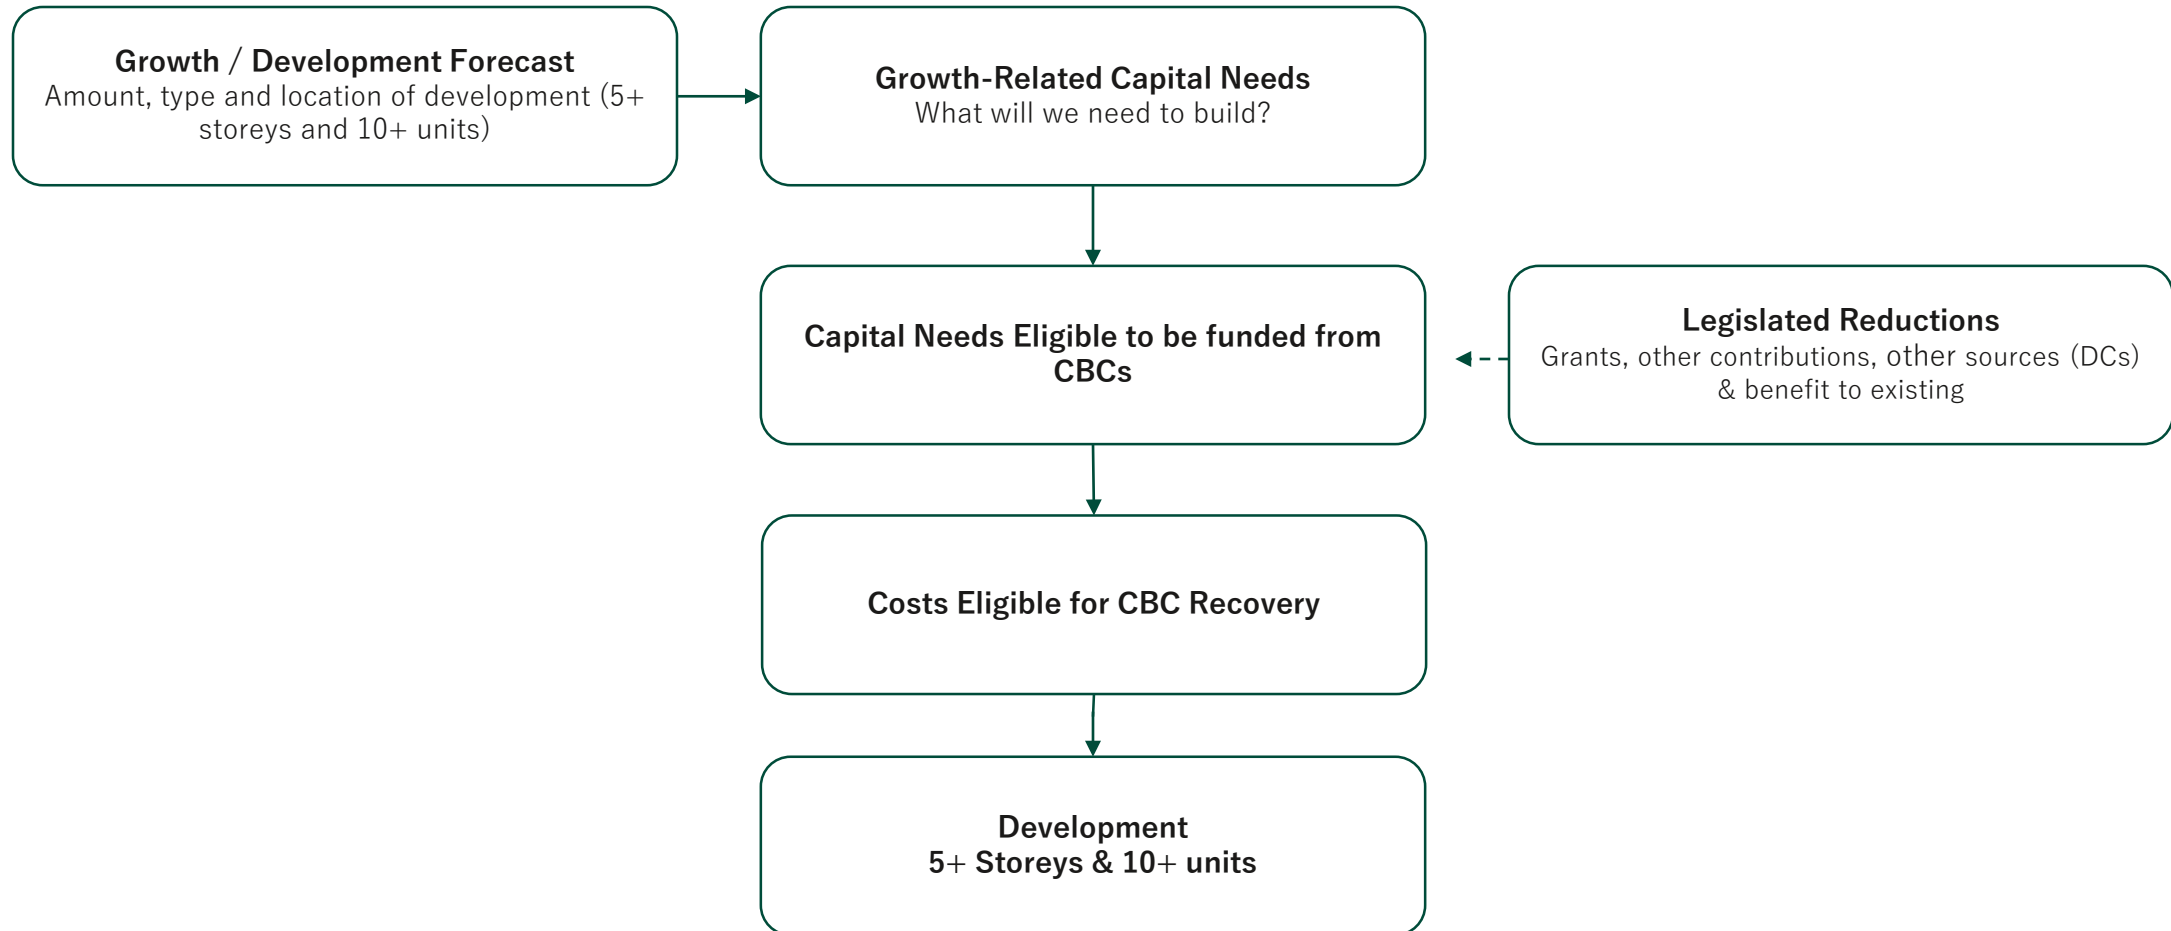 Growth / Development Forecast
Amount, type and location of development (5+
storeys and 10+ units)
Growth-Related Capital Needs
What will we need to build?
Capital Needs Eligible to be funded from
CBCs
Legislated Reductions
Grants, other contributions, other sources (DCs)
& benefit to existing
Costs Eligible for CBC Recovery
Development
5+ Storeys & 10+ units